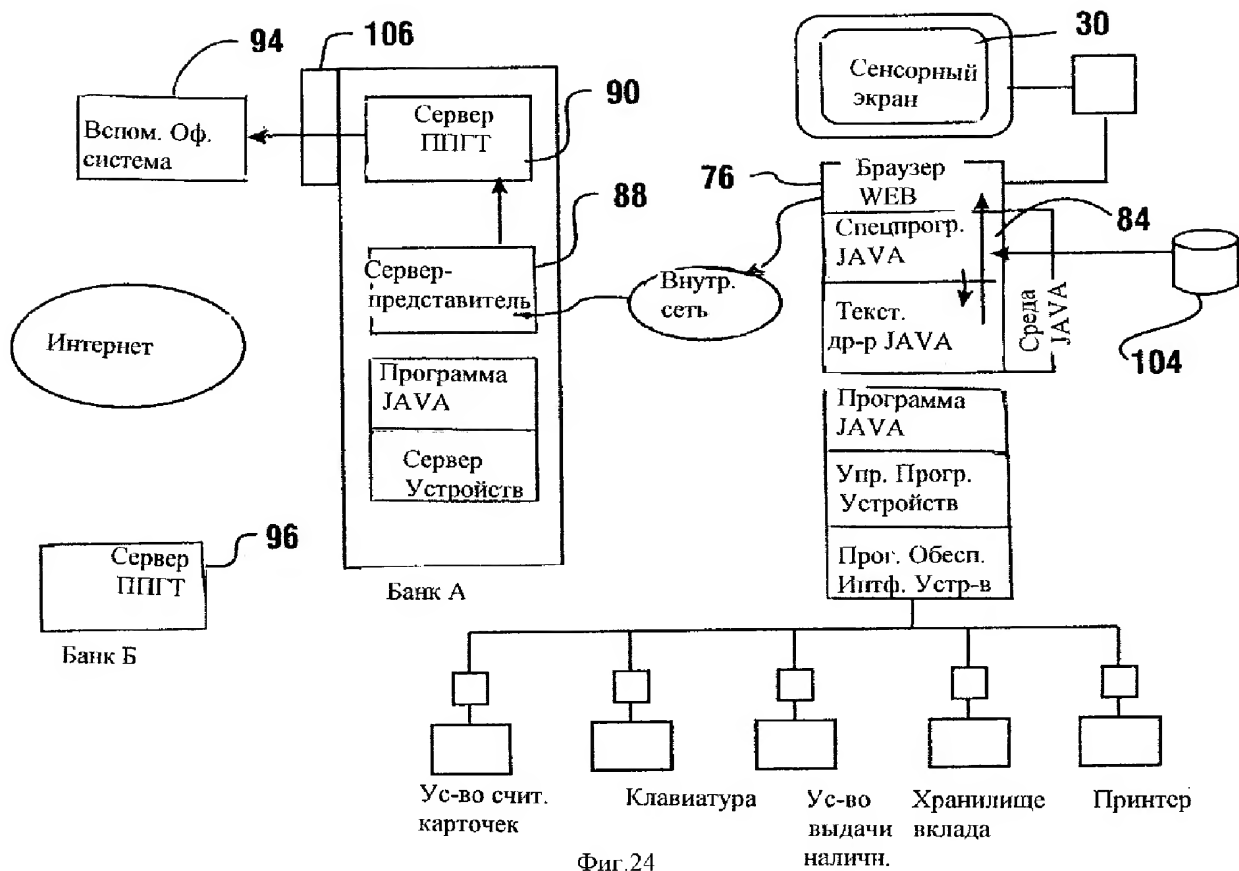 94
106
30
Сенсорный
экран
90
Сервер
ППГТ
Вспом. Оф.
система
76
Браузер
WEB
88
84
Спецпрогр.
JAVA
Сервер-
представитель
Внутр.
сеть
Текст.
др-р JAVA
Среда
JAVA
104
Интернет
Программа
JAVA
Сервер
Устройств
Программа
JAVA
Упр. Прогр.
Устройств
Прог. Обесп.
Интф. Устр-в
Сервер
ППГТ
96
Банк А
Банк Б
Ус-во счит.
карточек
Клавиатура
Ус-во
выдачи
наличн.
Хранилище
вклада
Принтер
Фиг.24